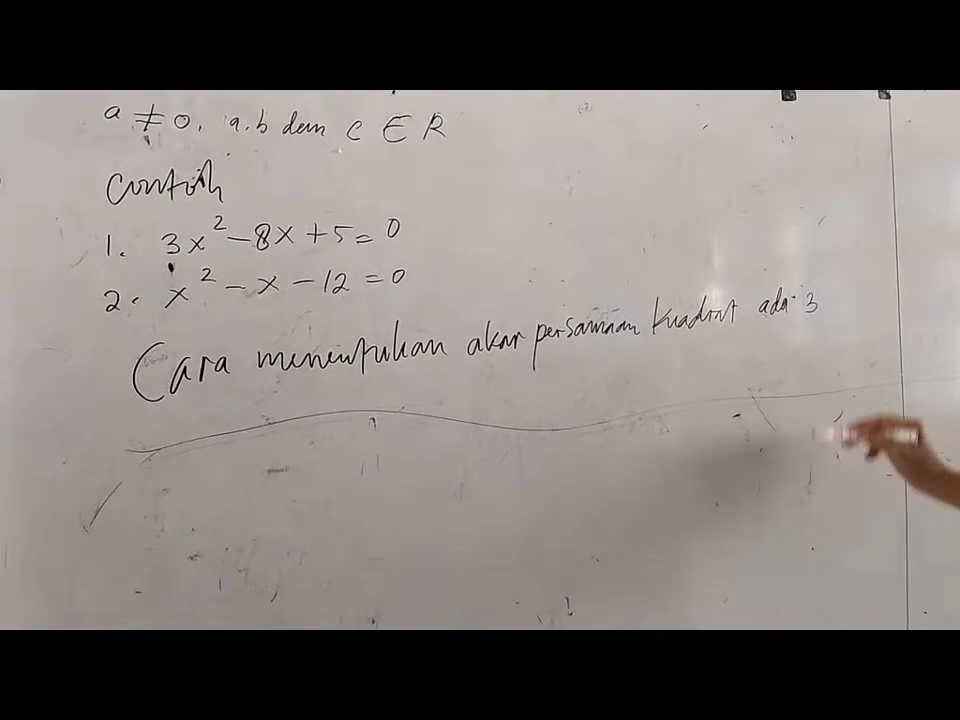 a ≠ 0, a.b dan c ∈ R
Contoh
1. 3x² - 8x + 5 = 0
2. x² - x - 12 = 0
Cara menentukan akar persamaan kuadrat ada 3